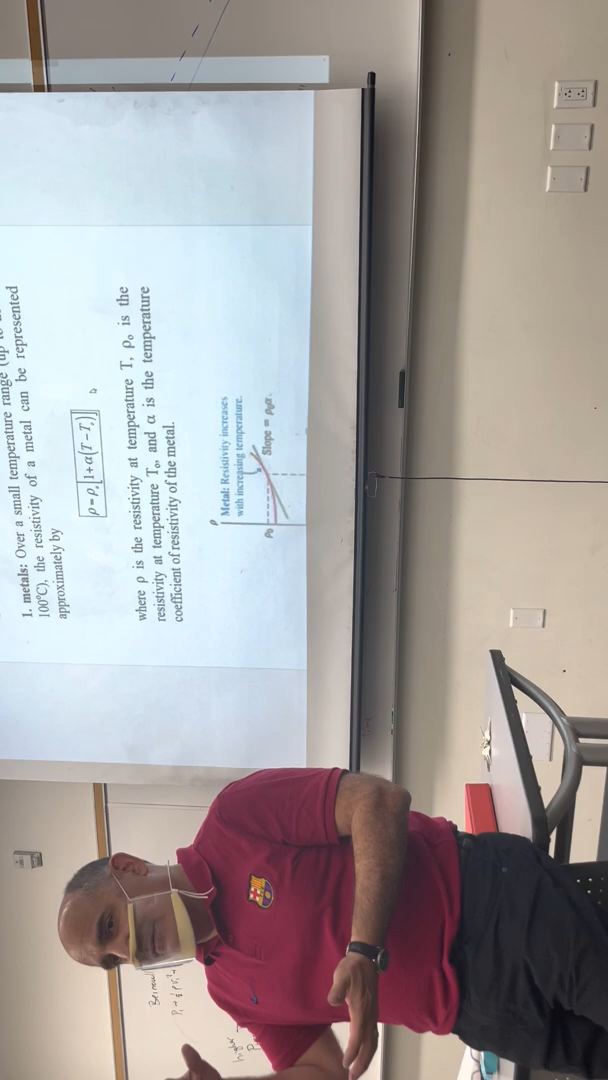 1. metals: Over a small temperature range (up to
100°C), the resistivity of a metal can be represented
approximately by
ρ = ρ₀[1+α(T−T₀)]
where ρ is the resistivity at temperature T, ρ₀ is the
resistivity at temperature T₀, and α is the temperature
coefficient of resistivity of the metal.
ρ
Metal: Resistivity increases
with increasing temperature.
ρ₀
Slope = ρ₀α
higher